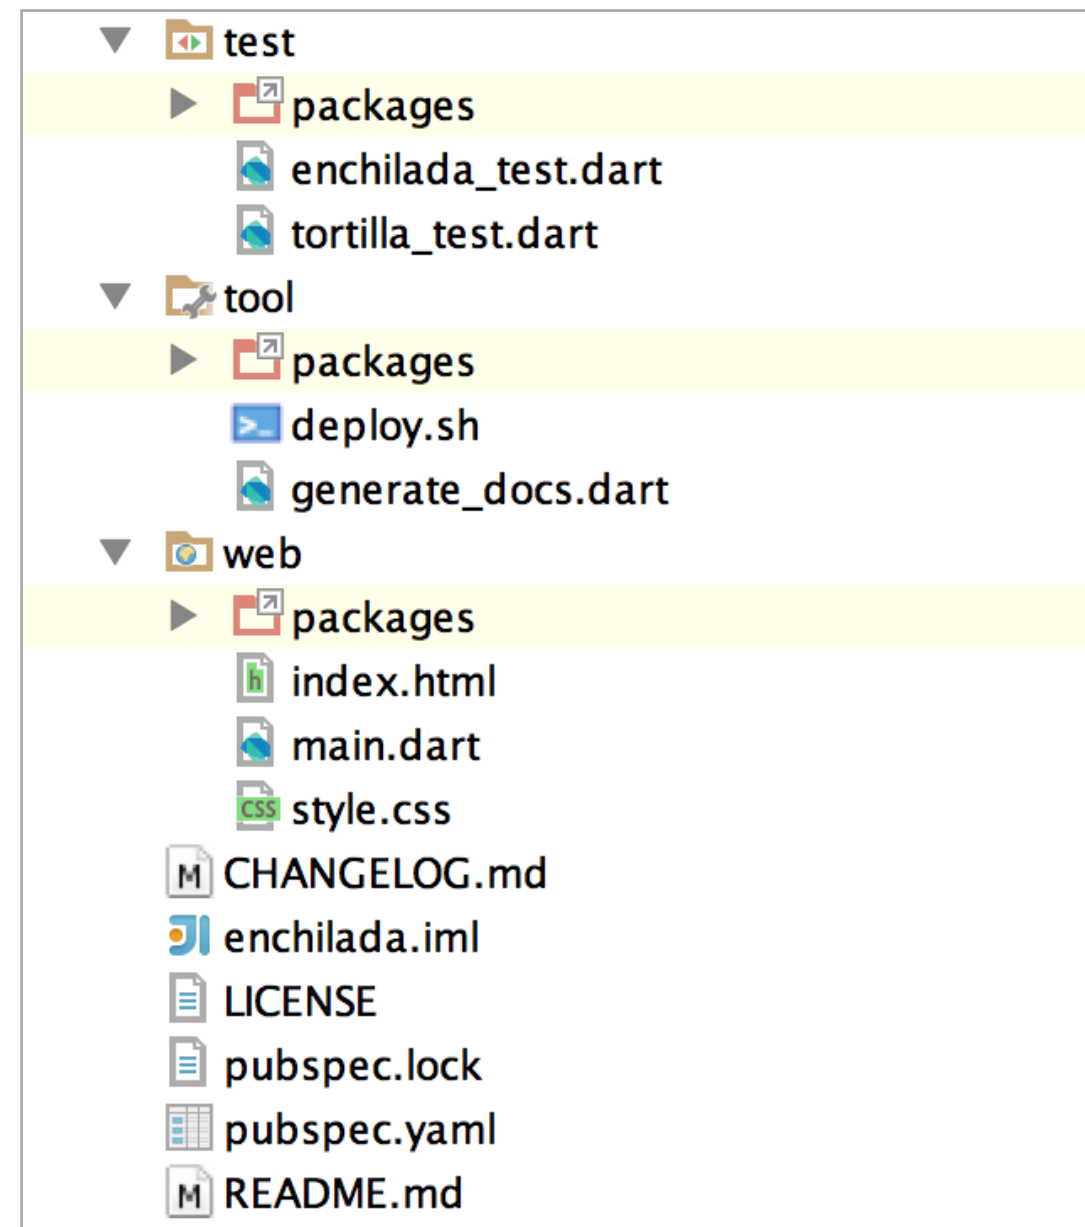 test
packages
enchilada_test.dart
tortilla_test.dart
tool
packages
deploy.sh
generate_docs.dart
web
packages
index.html
main.dart
style.css
CHANGELOG.md
enchilada.iml
LICENSE
pubspec.lock
pubspec.yaml
README.md